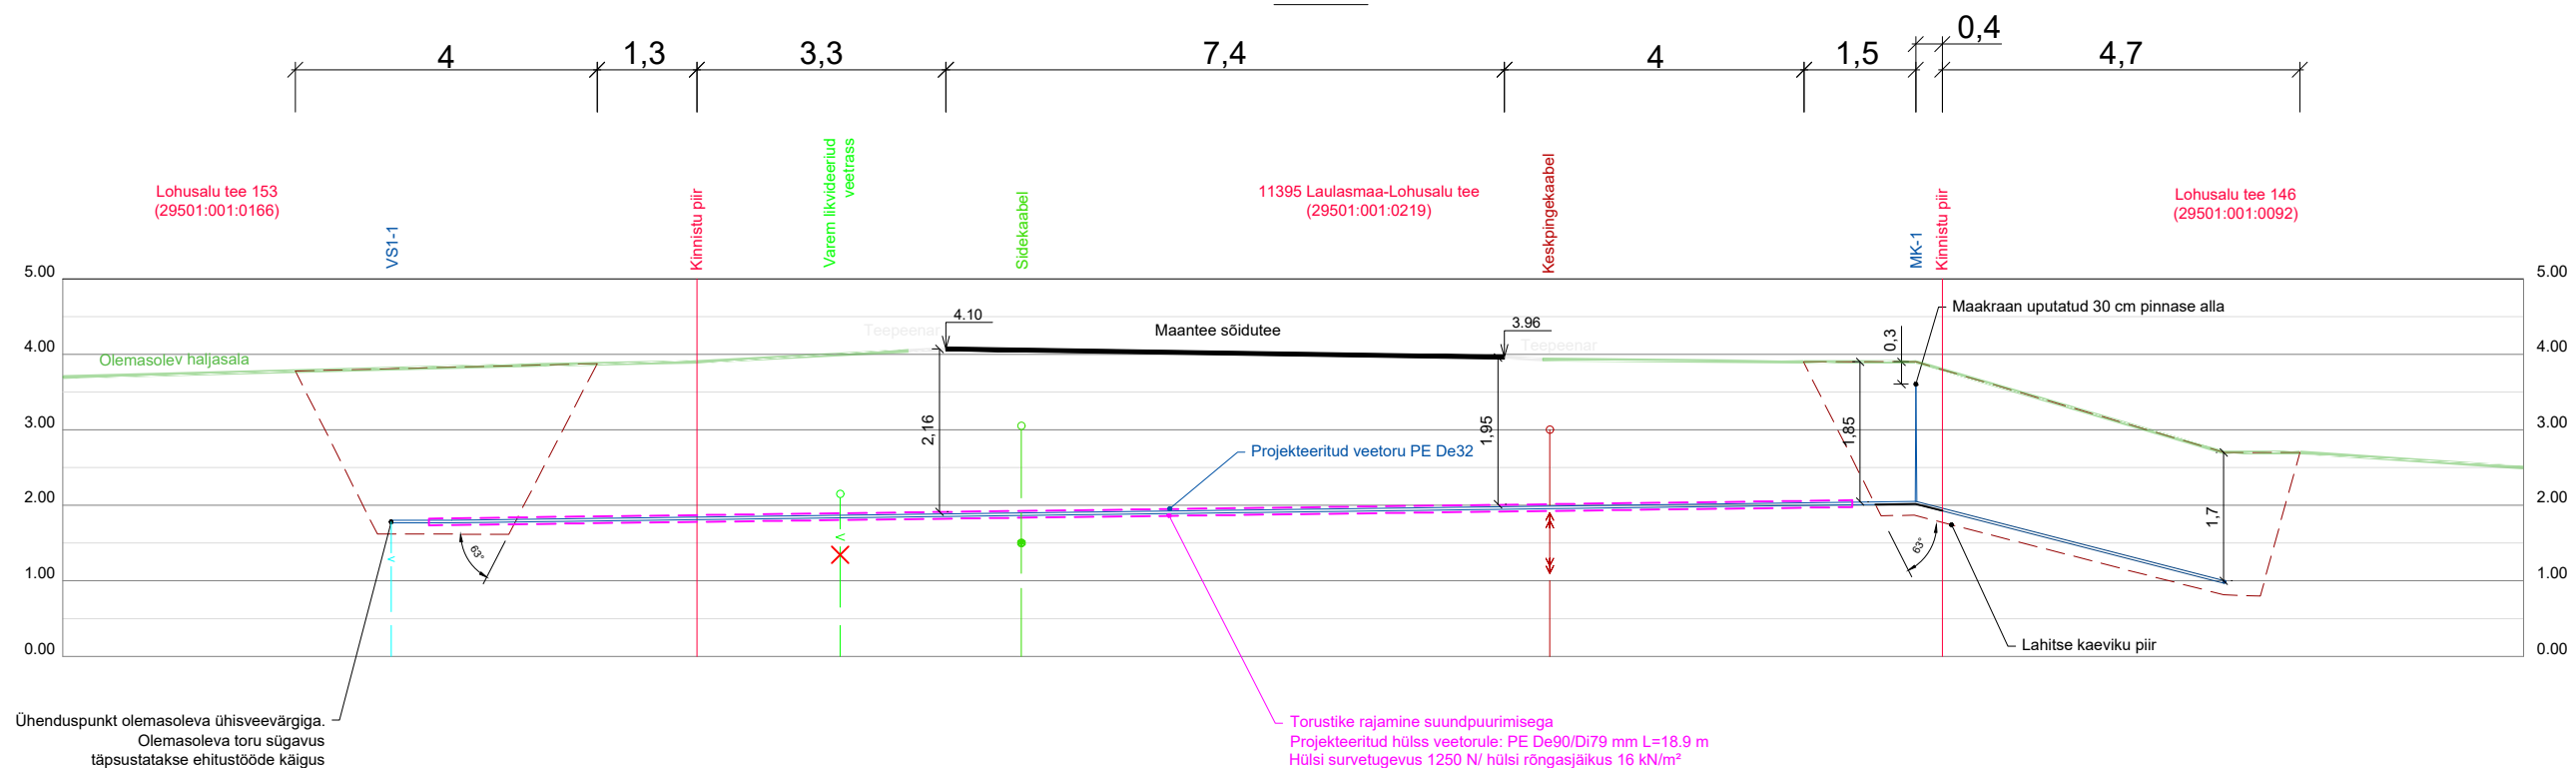 0,4
4
1,3
3,3
7,4
4
1,5
4,7
Lohusalu tee 153
(29501:001:0166)
VS1-1
Kinnistu piir
Varem likvideeriud
veetrass
Sidekaabel
11395 Laulasmaa-Lohusalu tee
(29501:001:0219)
Keskpingekaabel
MK-1
Kinnistu piir
Lohusalu tee 146
(29501:001:0092)
5.00
5.00
Maakraan uputatud 30 cm pinnase alla
4.10
3.96
Teepeenar
Maantee sõidutee
Teepeenar
0,3
4.00
Olemasolev haljasala
4.00
3.00
2,16
1,95
1,85
3.00
Projekteeritud veetoru PE De32
2.00
1,7
2.00
63°
63°
1.00
1.00
Lahitse kaeviku piir
0.00
0.00
Ühenduspunkt olemasoleva ühisveevärgiga.
Olemasoleva toru sügavus
täpsustatakse ehitustööde käigus
Torustike rajamine suundpuurimisega
Projekteeritud hülss veetorule: PE De90/Di79 mm L=18.9 m
Hülsi survetugevus 1250 N/ hülsi rõngasjäikus 16 kN/m²